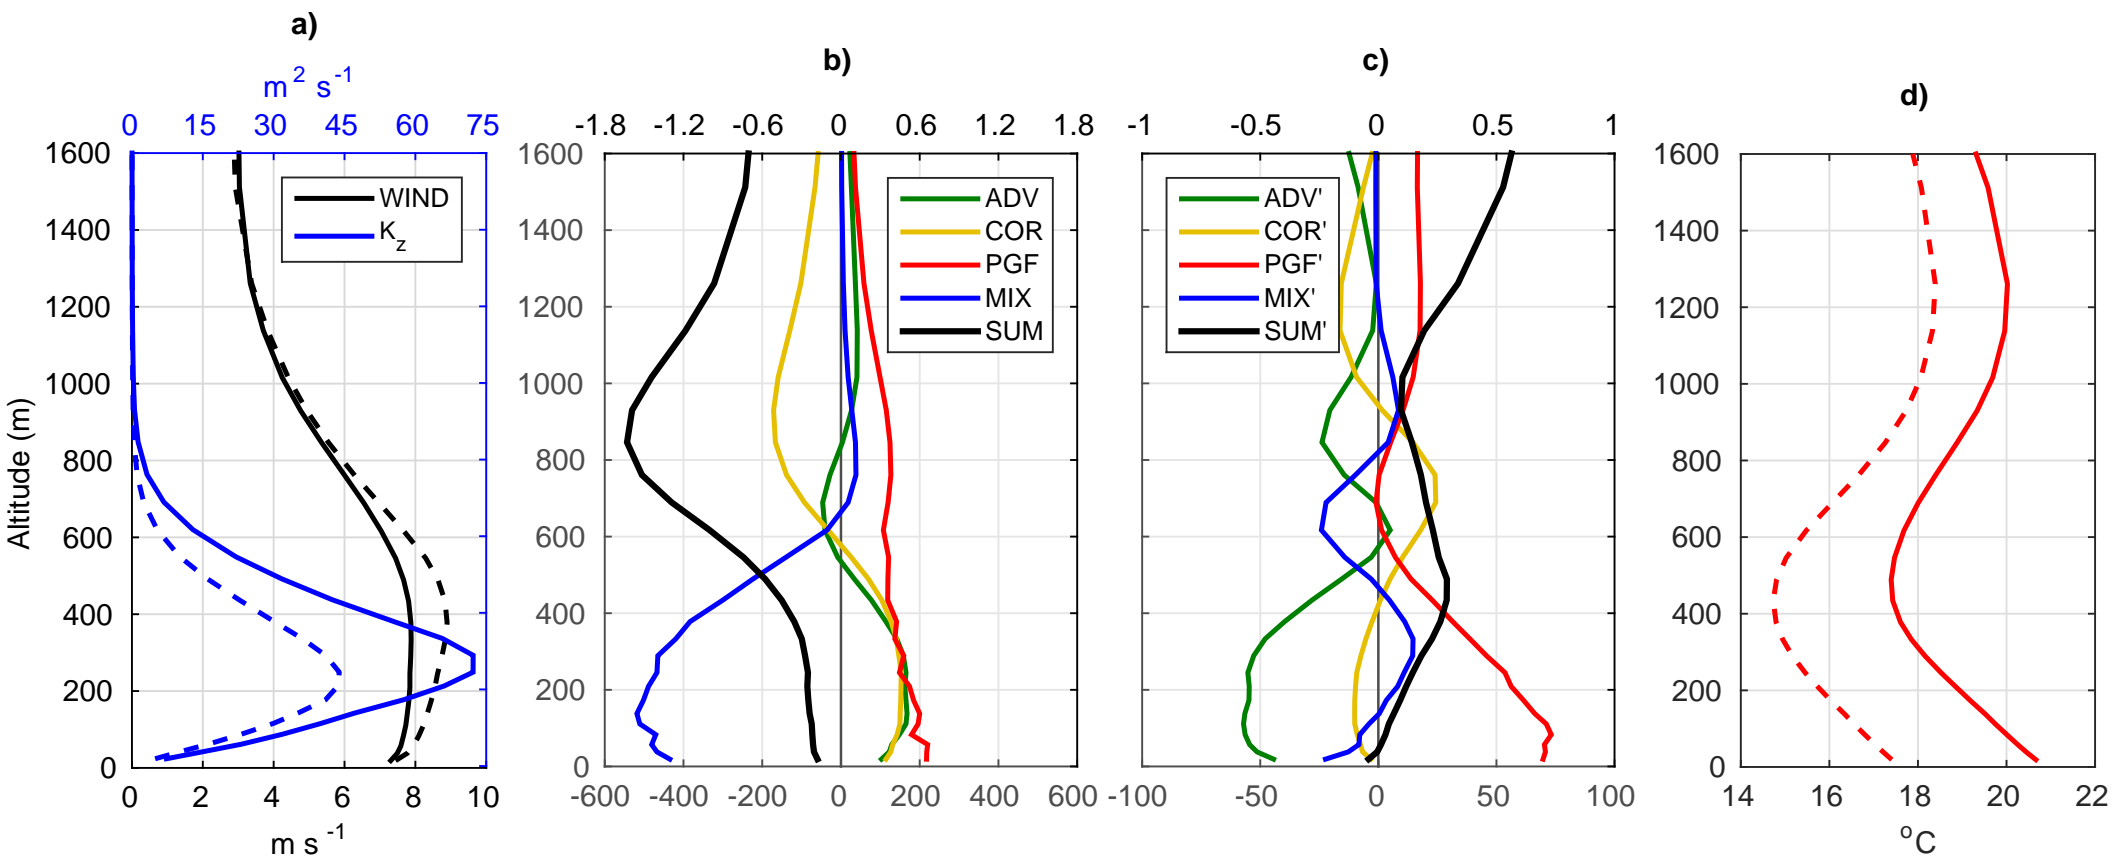 a)
m² s⁻¹
0 15 30 45 60 75
1600
1400
1200
1000
800
600
400
200
0
Altitude (m)
WIND
K_z
0 2 4 6 8 10
m s⁻¹
b)
-1.8 -1.2 -0.6 0 0.6 1.2 1.8
1600
1400
1200
1000
800
600
400
200
0
ADV
COR
PGF
MIX
SUM
-600 -400 -200 0 200 400 600
c)
-1 -0.5 0 0.5 1
ADV'
COR'
PGF'
MIX'
SUM'
-100 -50 0 50 100
d)
1600
1400
1200
1000
800
600
400
200
0
14 16 18 20 22
°C